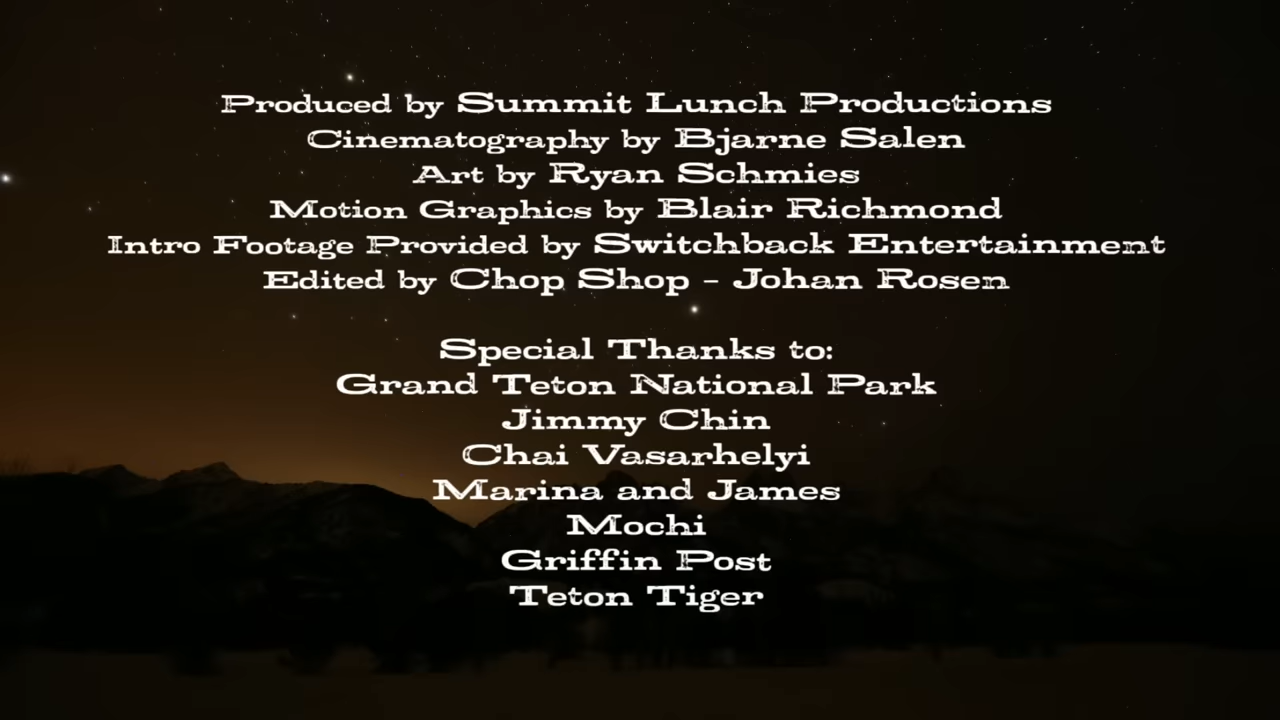 Produced by Summit Lunch Productions
Cinematography by Bjarne Salen
Art by Ryan Schmies
Motion Graphics by Blair Richmond
Intro Footage Provided by Switchback Entertainment
Edited by Chop Shop - Johan Rosen
Special Thanks to:
Grand Teton National Park
Jimmy Chin
Chai Vasarhelyi
Marina and James
Mochi
Griffin Post
Teton Tiger